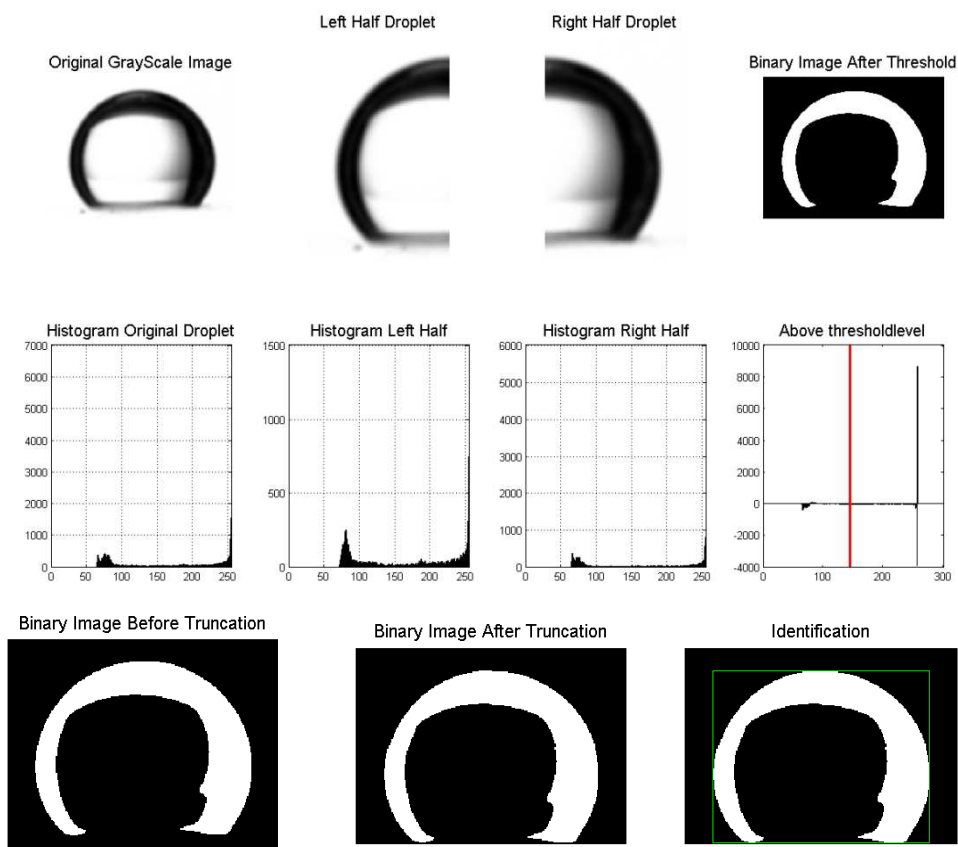 Left Half Droplet
Right Half Droplet
Original GrayScale Image
Binary Image After Threshold
Histogram Original Droplet
7000
6000
5000
4000
3000
2000
1000
0
0 50 100 150 200 250
Histogram Left Half
1500
1000
500
0
0 50 100 150 200 250
Histogram Right Half
6000
5000
4000
3000
2000
1000
0
0 50 100 150 200 250
Above thresholdlevel
10000
8000
6000
4000
2000
0
-2000
-4000
0 100 200 300
Binary Image Before Truncation
Binary Image After Truncation
Identification